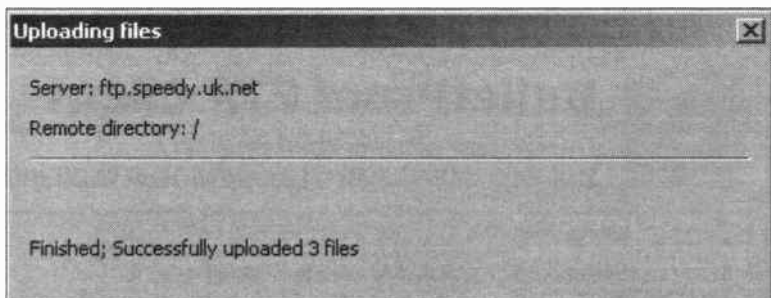 Uploading files
Server: ftp.speedy.uk.net
Remote directory: /
Finished; Successfully uploaded 3 files